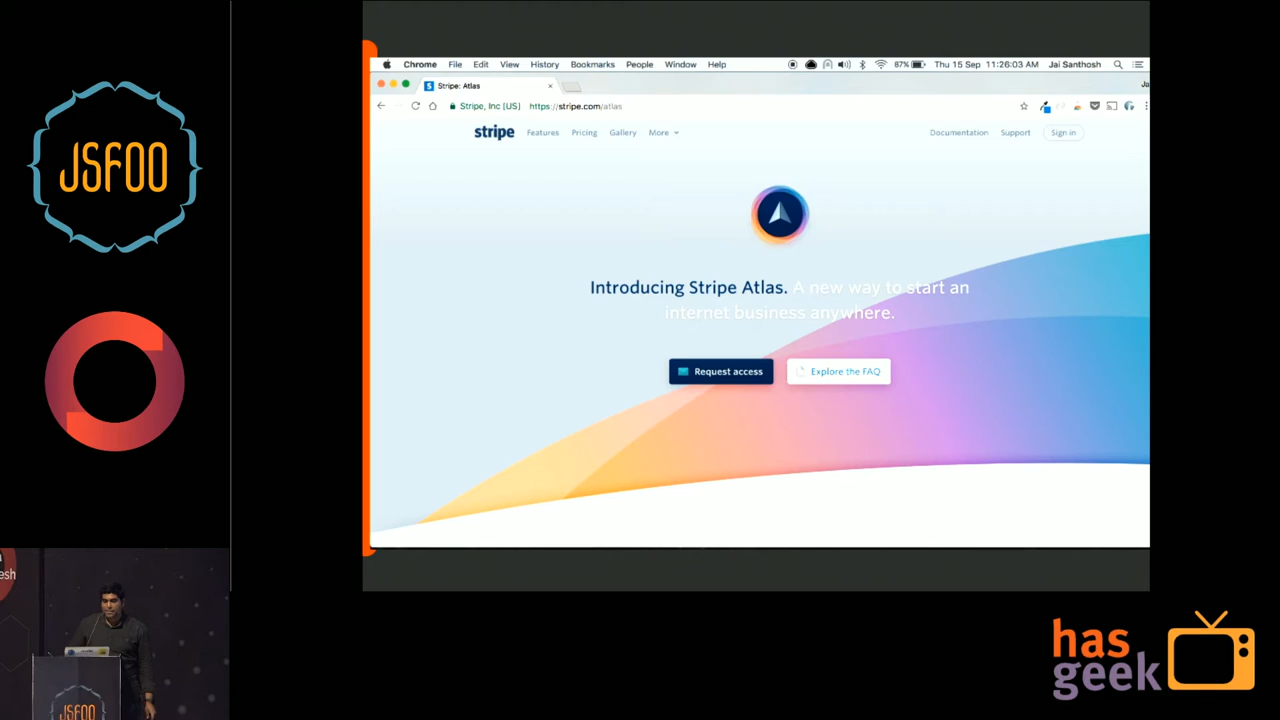 JSFOO
Chrome File Edit View History Bookmarks People Window Help 87% Thu 15 Sep 11:26:03 AM Jai Santhosh
Stripe: Atlas
Stripe, Inc [US] https://stripe.com/atlas
stripe Features Pricing Gallery More Documentation Support Sign in
Introducing Stripe Atlas. A new way to start an
internet business anywhere.
Request access Explore the FAQ
esh
JSFOO
has
geek